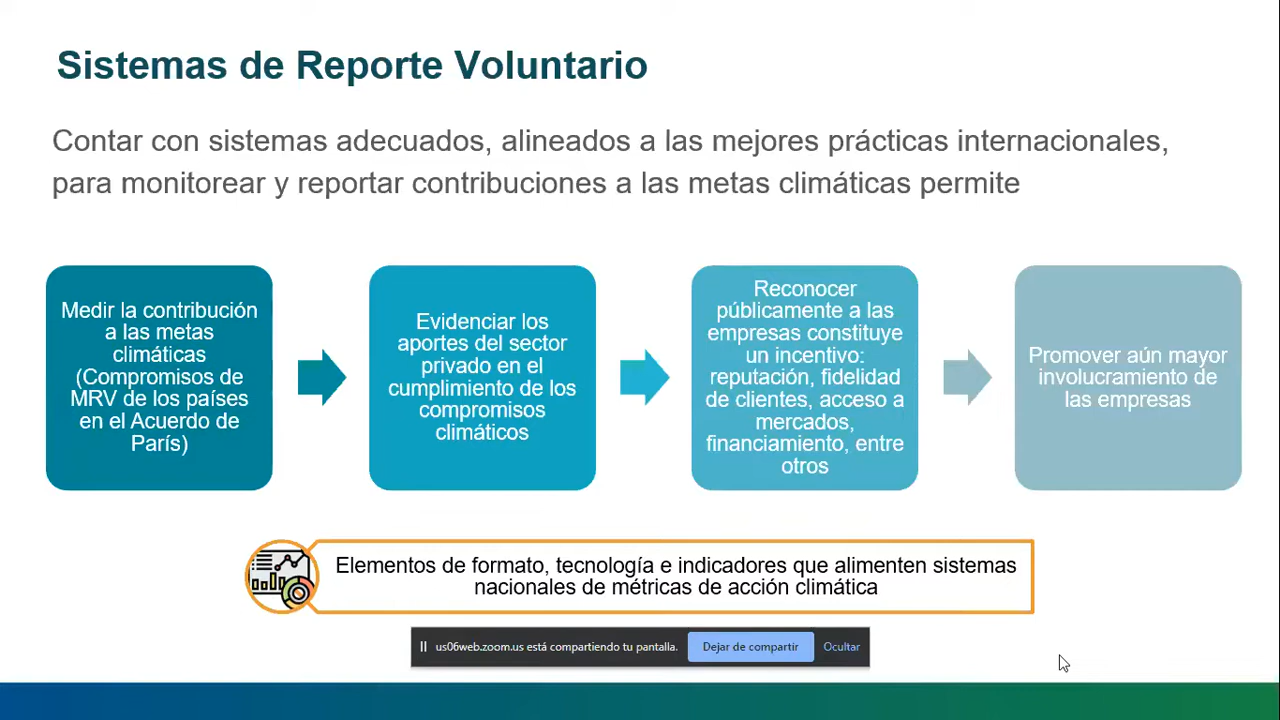 Sistemas de Reporte Voluntario
Contar con sistemas adecuados, alineados a las mejores prácticas internacionales,
para monitorear y reportar contribuciones a las metas climáticas permite
Medir la contribución
a las metas
climáticas
(Compromisos de
MRV de los países
en el Acuerdo de
París)
Evidenciar los
aportes del sector
privado en el
cumplimiento de los
compromisos
climáticos
Reconocer
públicamente a las
empresas constituye
un incentivo:
reputación, fidelidad
de clientes, acceso a
mercados,
financiamiento, entre
otros
Promover aún mayor
involucramiento de
las empresas
Elementos de formato, tecnología e indicadores que alimenten sistemas
nacionales de métricas de acción climática
us06web.zoom.us está compartiendo tu pantalla.
Dejar de compartir
Ocultar